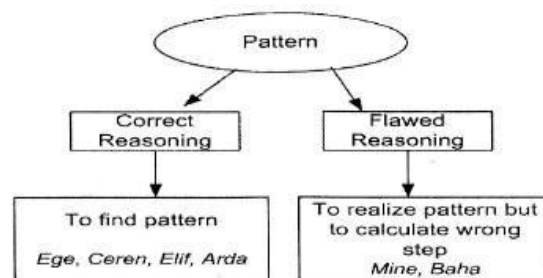 Pattern
Correct
Reasoning
Flawed
Reasoning
To find pattern
Ege, Ceren, Elif, Arda
To realize pattern but
to calculate wrong
step
Mine, Baha